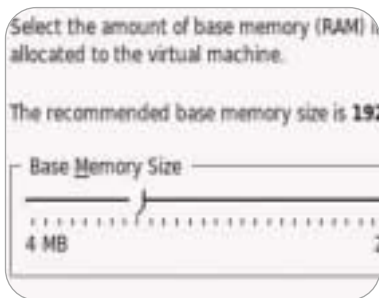 Select the amount of base memory (RAM)
allocated to the virtual machine.
The recommended base memory size is 192
Base Memory Size
4 MB